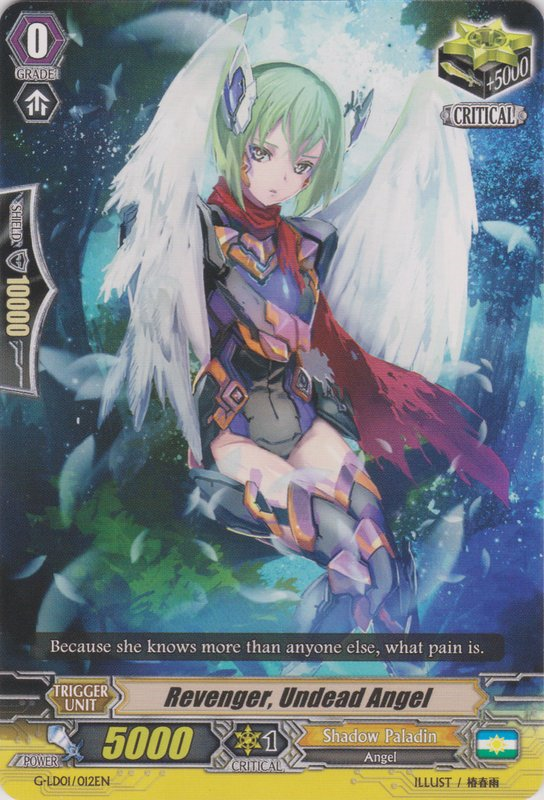 0
GRADE
+5000
CRITICAL
SHIELD
10000
Because she knows more than anyone else, what pain is.
TRIGGER
UNIT
Revenger, Undead Angel
POWER
5000
1
CRITICAL
Shadow Paladin
Angel
G-LD01/012EN
ILLUST / 椿春雨